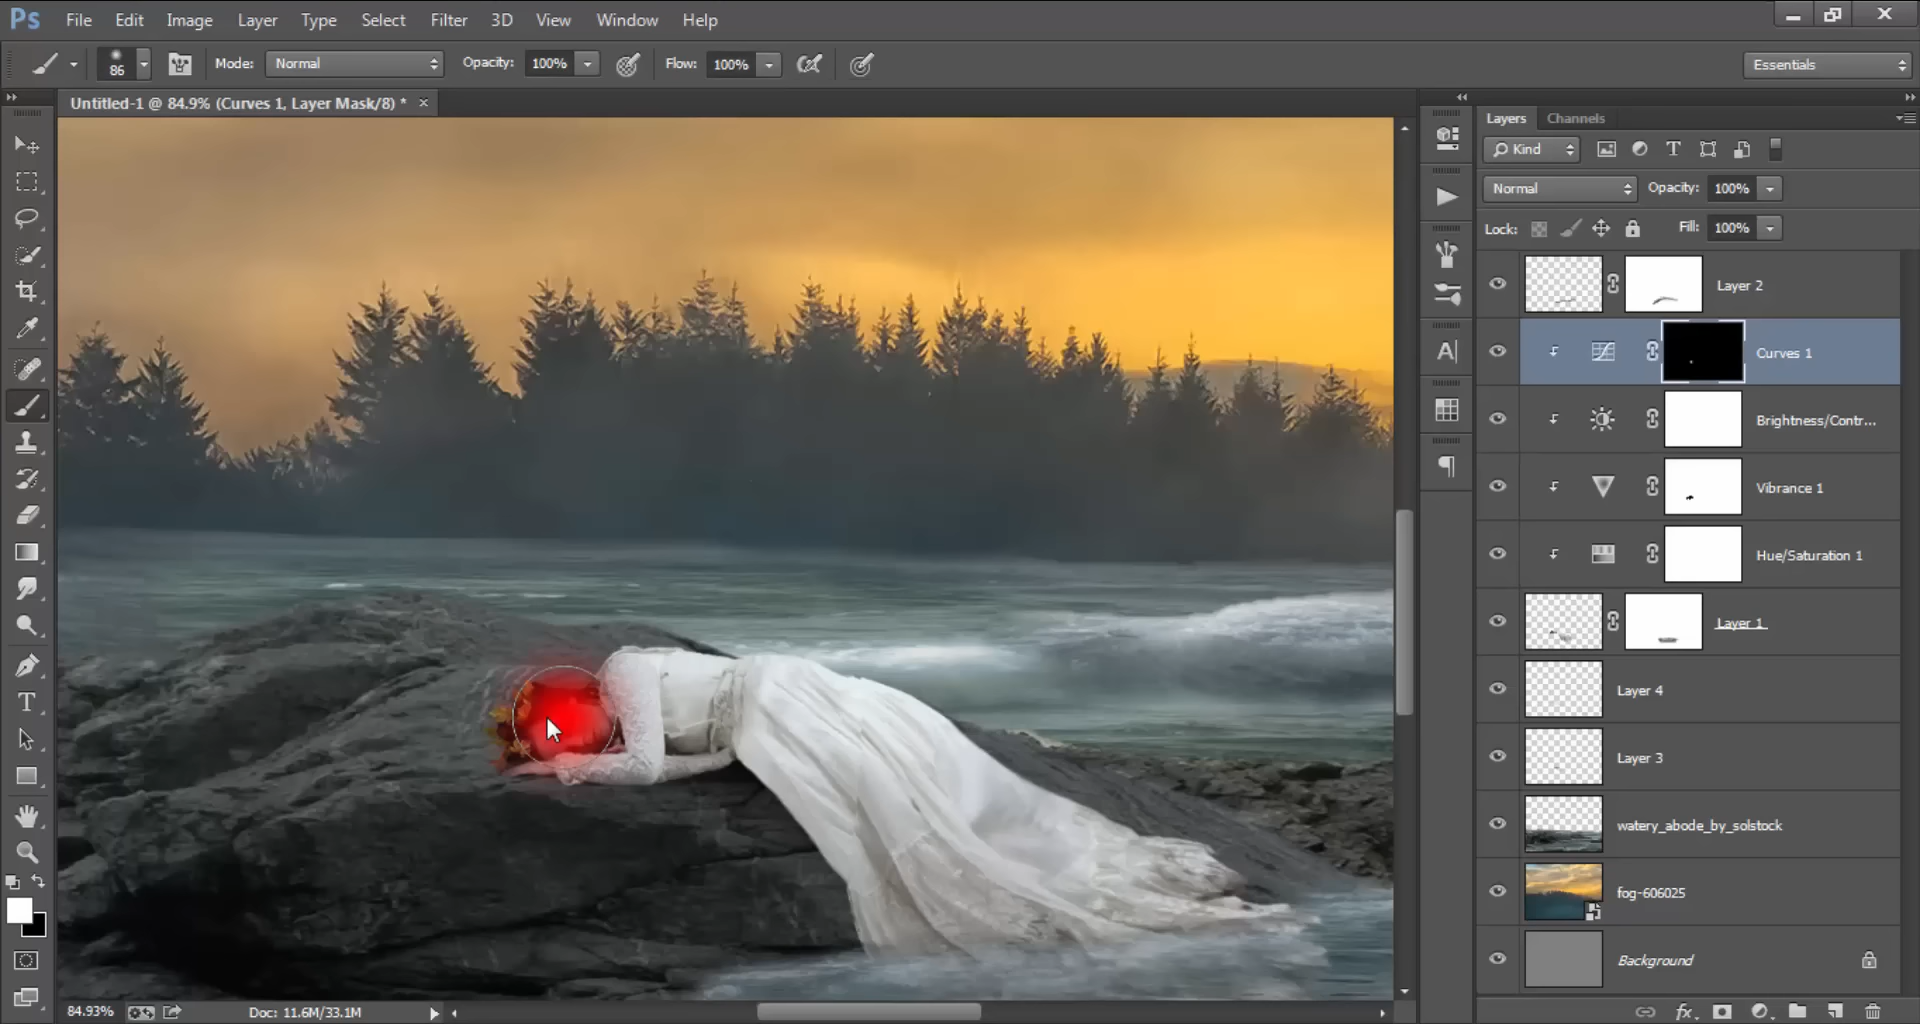 Ps File Edit Image Layer Type Select Filter 3D View Window Help
86 Mode: Normal Opacity: 100% Flow: 100% Essentials
Untitled-1 @ 84.9% (Curves 1, Layer Mask/8) * ×
Layers Channels
Kind
Normal Opacity: 100%
Lock: Fill: 100%
Layer 2
Curves 1
Brightness/Contr...
Vibrance 1
Hue/Saturation 1
Layer 1
Layer 4
Layer 3
watery_abode_by_solstock
fog-606025
Background
84.93% Doc: 11.6M/33.1M